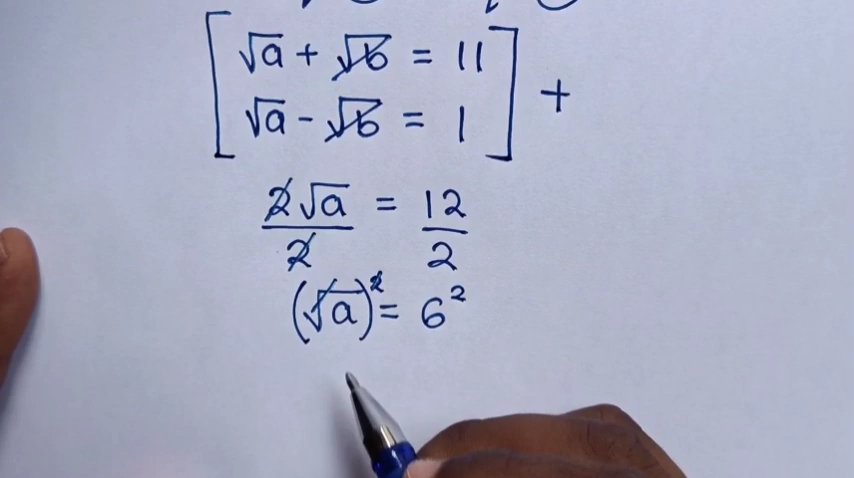 √a + √b = 11
√a - √b = 1
+
2√a / 2 = 12 / 2
(√a)² = 6²